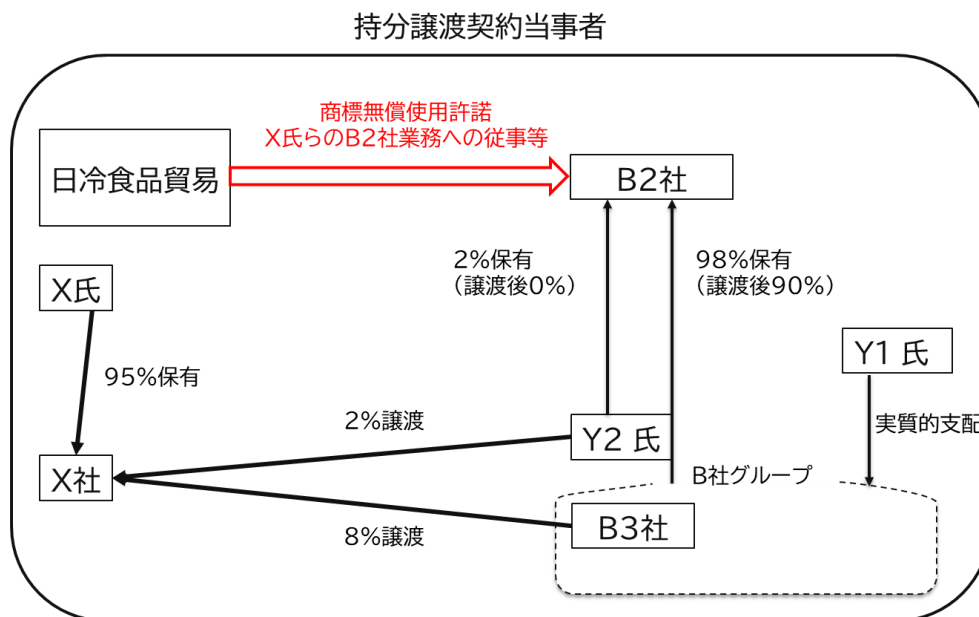 持分譲渡契約当事者
商標無償使用許諾
X氏らのB2社業務への従事等
日冷食品貿易
B2社
2%保有
（譲渡後0%）
98%保有
（譲渡後90%）
X氏
Y1 氏
95%保有
実質的支配
2%譲渡
Y2 氏
X社
B社グループ
B3社
8%譲渡